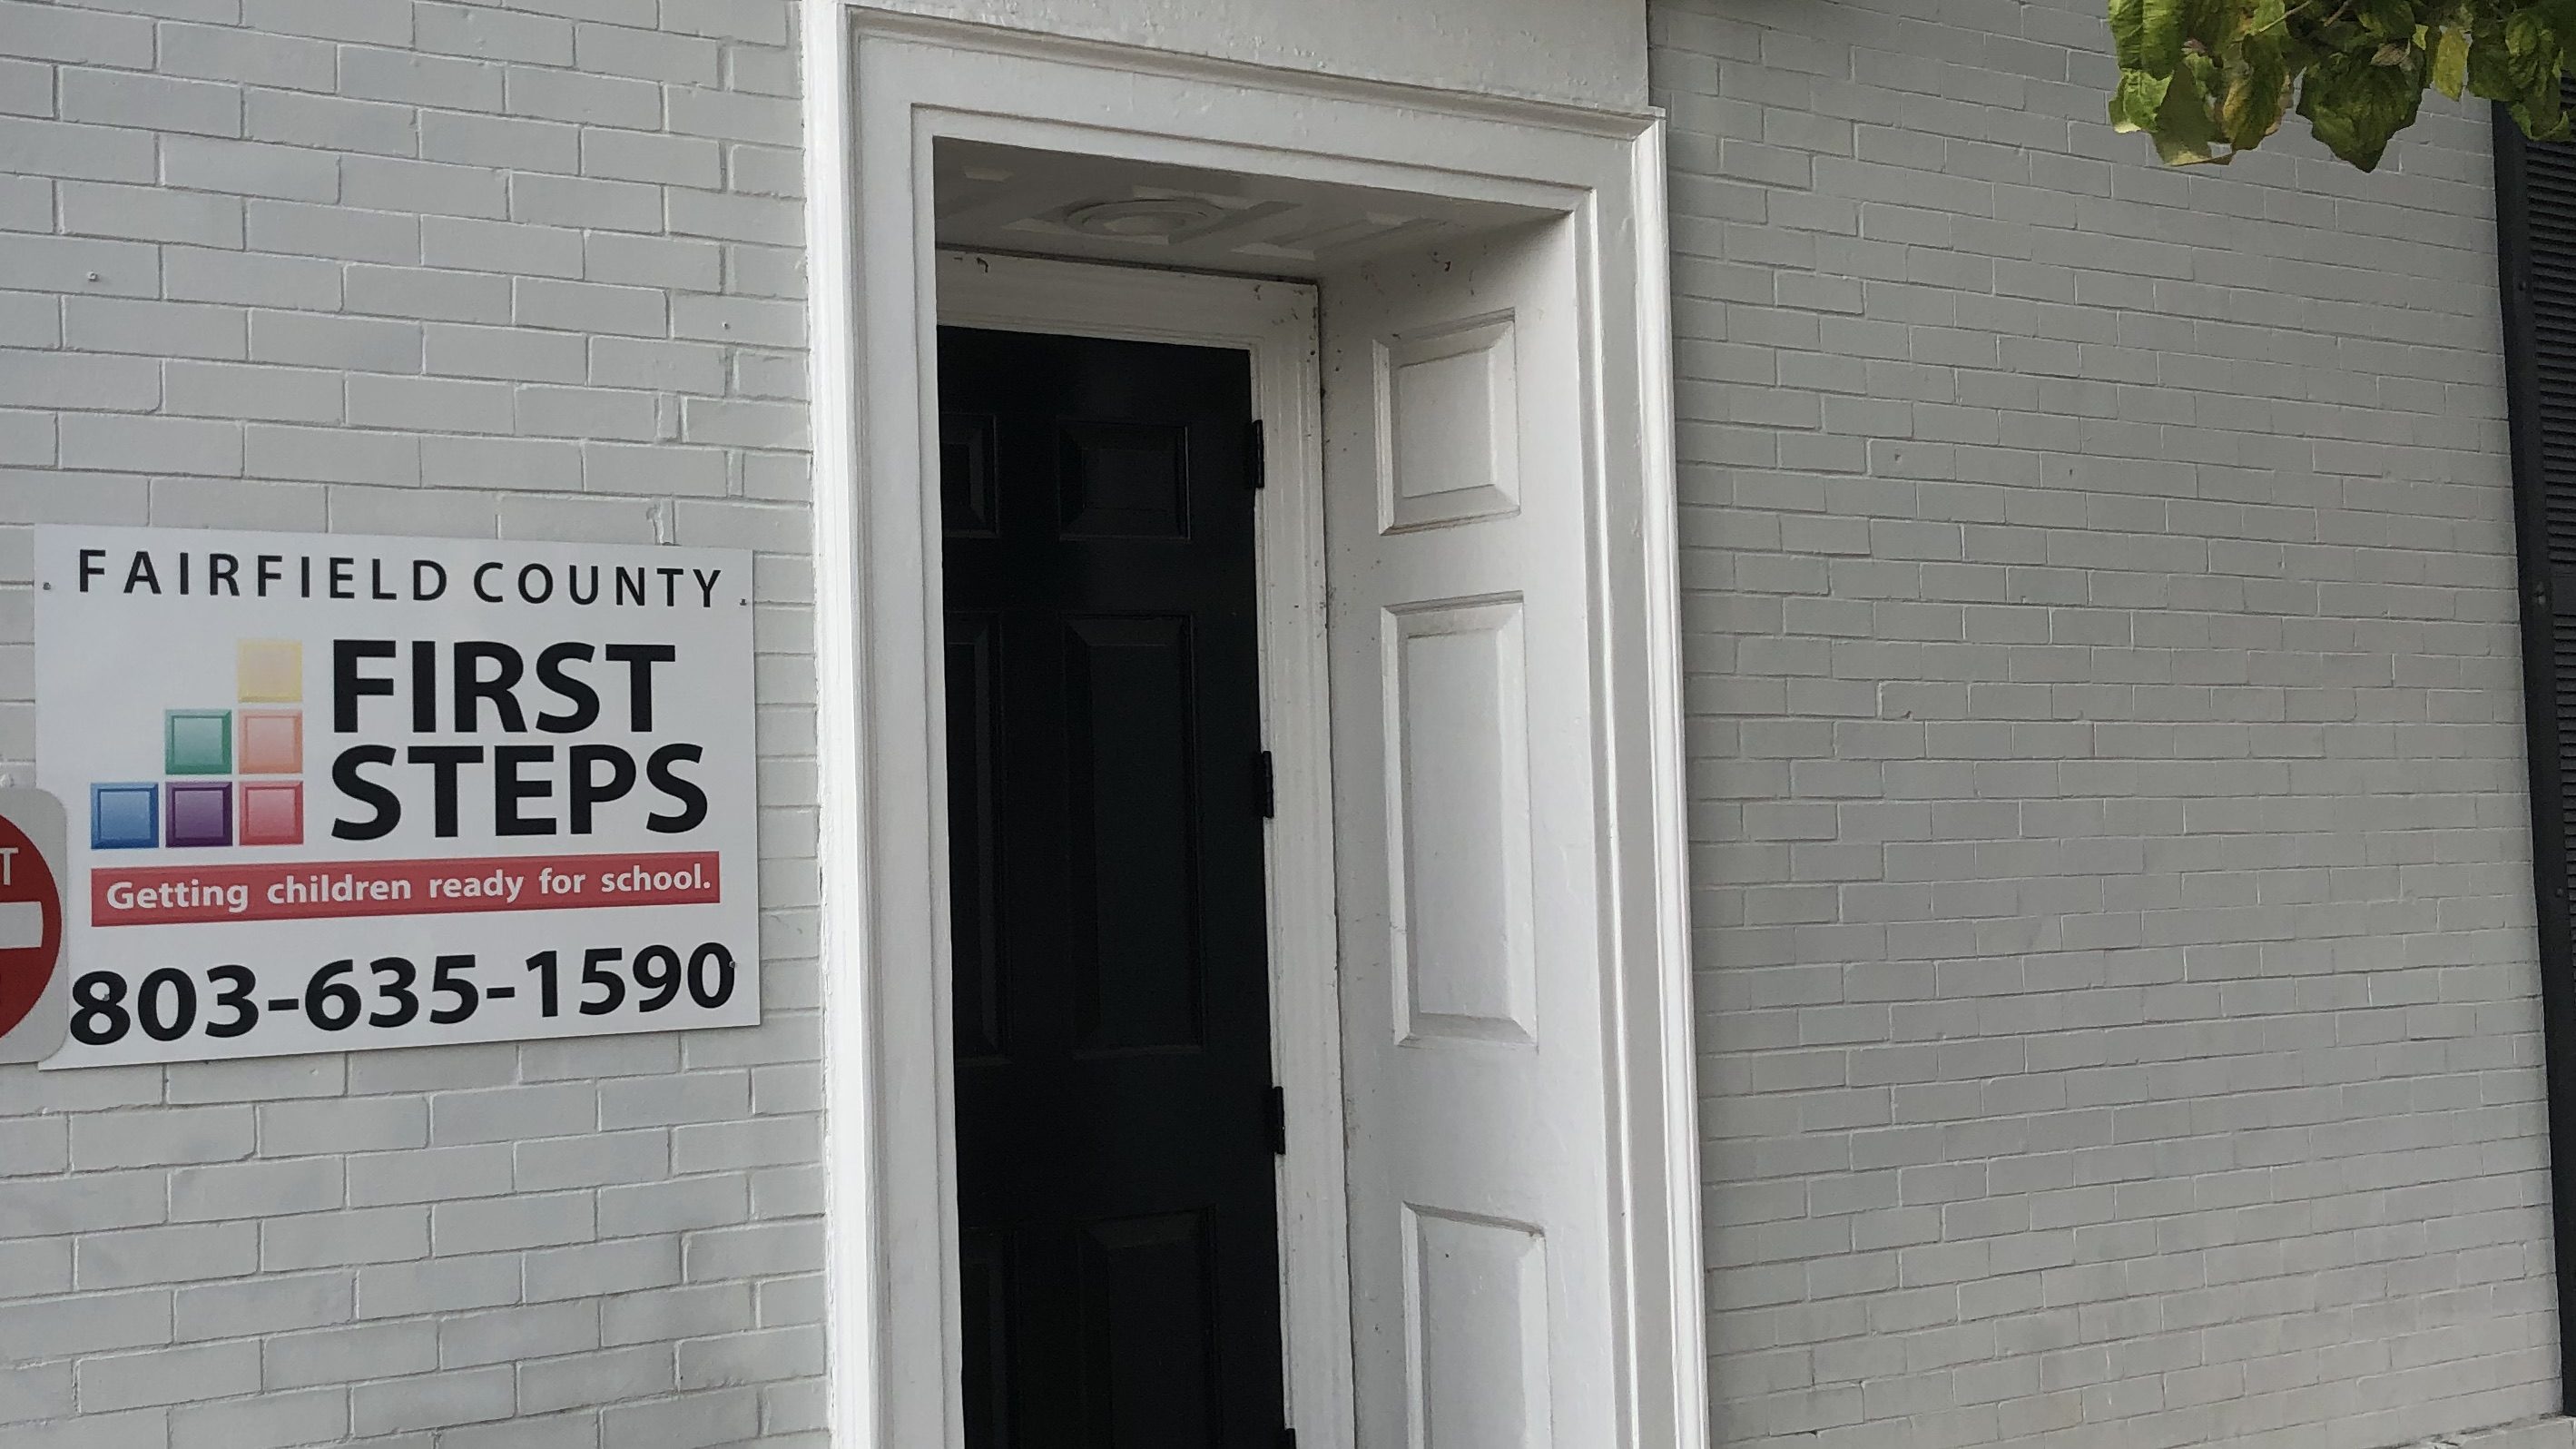 FAIRFIELD COUNTY
FIRST
STEPS
Getting children ready for school.
803-635-1590
T